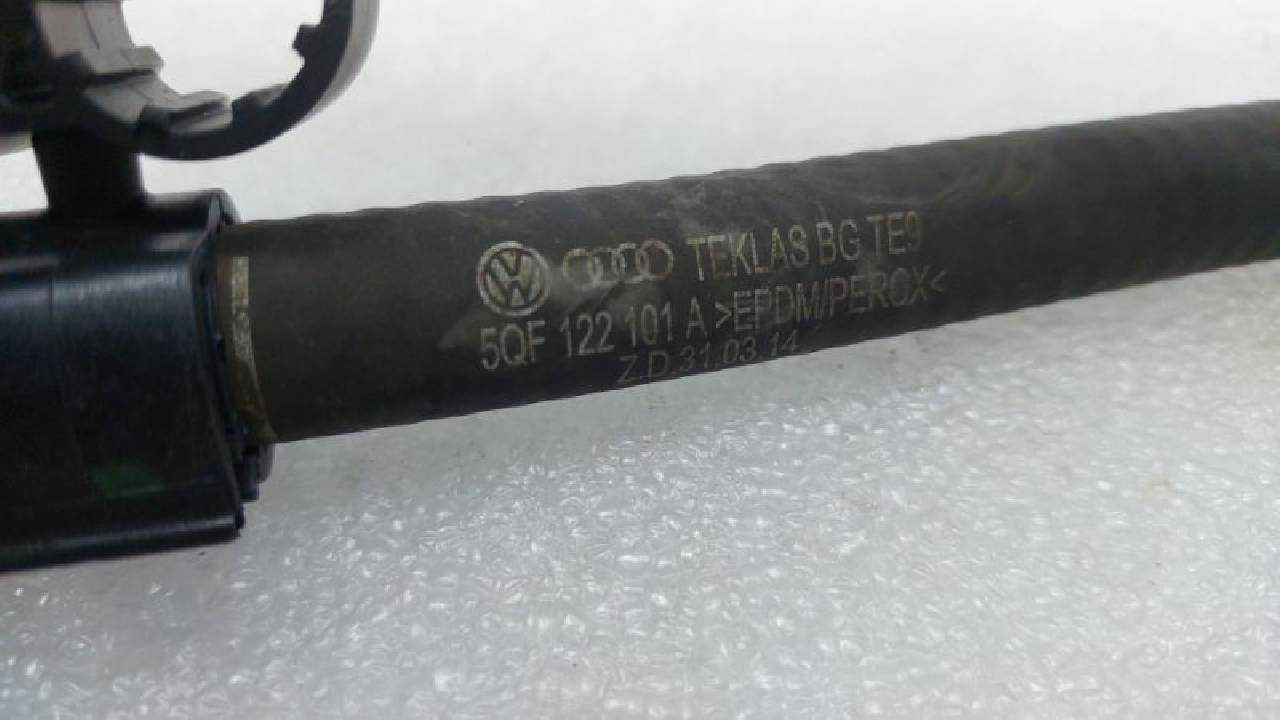 TEKLAS BG TE9
5QF 122 101 A >EPDM/PEROX<
Z.D.31.03.14